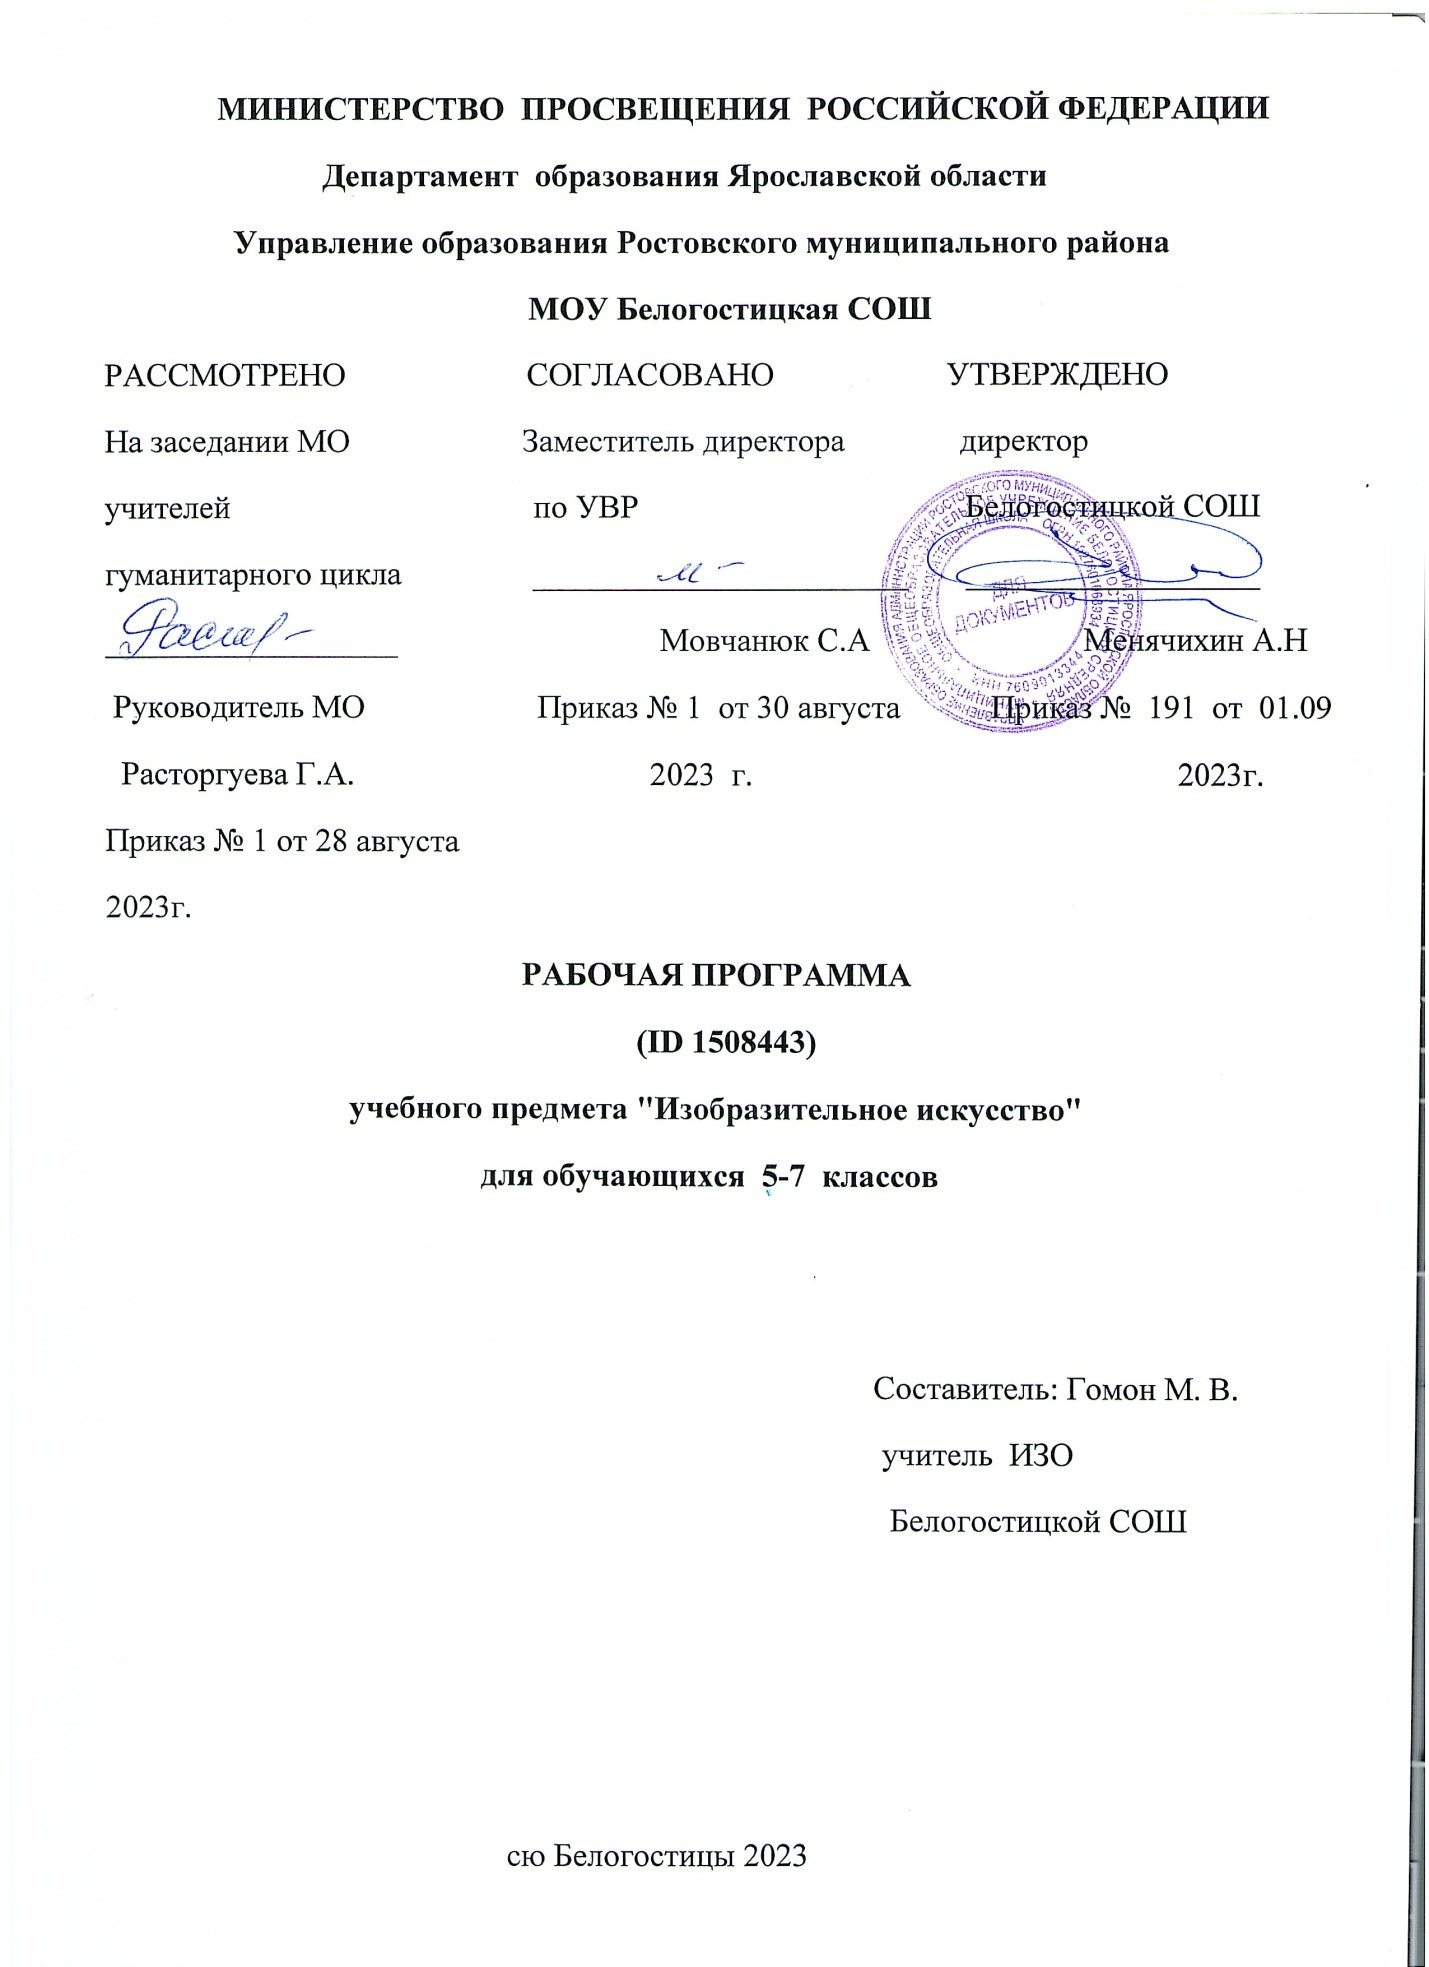 МИНИСТЕРСТВО ПРОСВЕЩЕНИЯ РОССИЙСКОЙ ФЕДЕРАЦИИ
Департамент образования Ярославской области
Управление образования Ростовского муниципального района
МОУ Белогостицкая СОШ
РАССМОТРЕНО СОГЛАСОВАНО УТВЕРЖДЕНО
На заседании МО Заместитель директора директор
учителей по УВР Белогостицкой СОШ
гуманитарного цикла
ДЛЯ
ДОКУМЕНТОВ
Мовчанюк С.А Менячихин А.Н
Руководитель МО Приказ № 1 от 30 августа Приказ № 191 от 01.09
Расторгуева Г.А. 2023 г. 2023г.
Приказ № 1 от 28 августа
2023г.
РАБОЧАЯ ПРОГРАММА
(ID 1508443)
учебного предмета "Изобразительное искусство"
для обучающихся 5-7 классов
Составитель: Гомон М. В.
учитель ИЗО
Белогостицкой СОШ
сю Белогостицы 2023